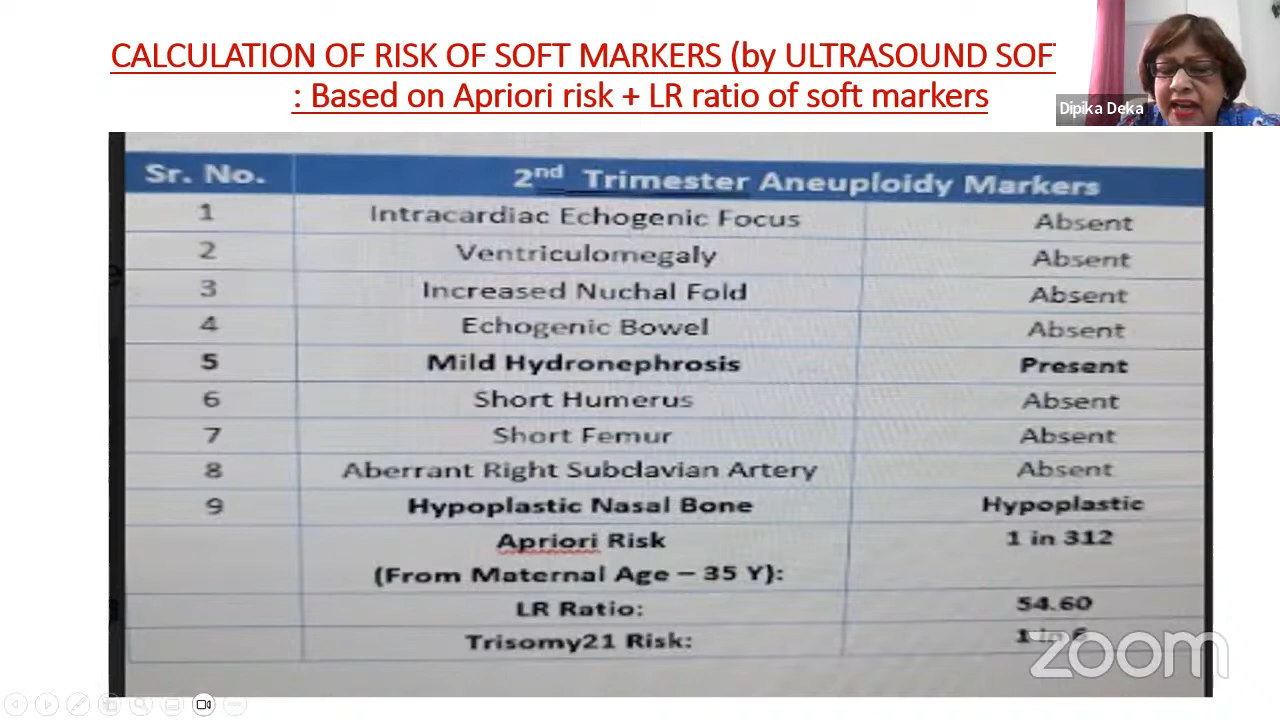 CALCULATION OF RISK OF SOFT MARKERS (by ULTRASOUND
: Based on Apriori risk + LR ratio of soft markers
Dipika Deka
Sr. No. 2nd Trimester Aneuploidy Markers
1 Intracardiac Echogenic Focus Absent
2 Ventriculomegaly Absent
3 Increased Nuchal Fold Absent
4 Echogenic Bowel Absent
5 Mild Hydronephrosis Present
6 Short Humerus Absent
7 Short Femur Absent
8 Aberrant Right Subclavian Artery Absent
9 Hypoplastic Nasal Bone Hypoplastic
Apriori Risk 1 in 312
(From Maternal Age – 35 Y):
LR Ratio: 54.60
Trisomy21 Risk: 1 in 6
zoom